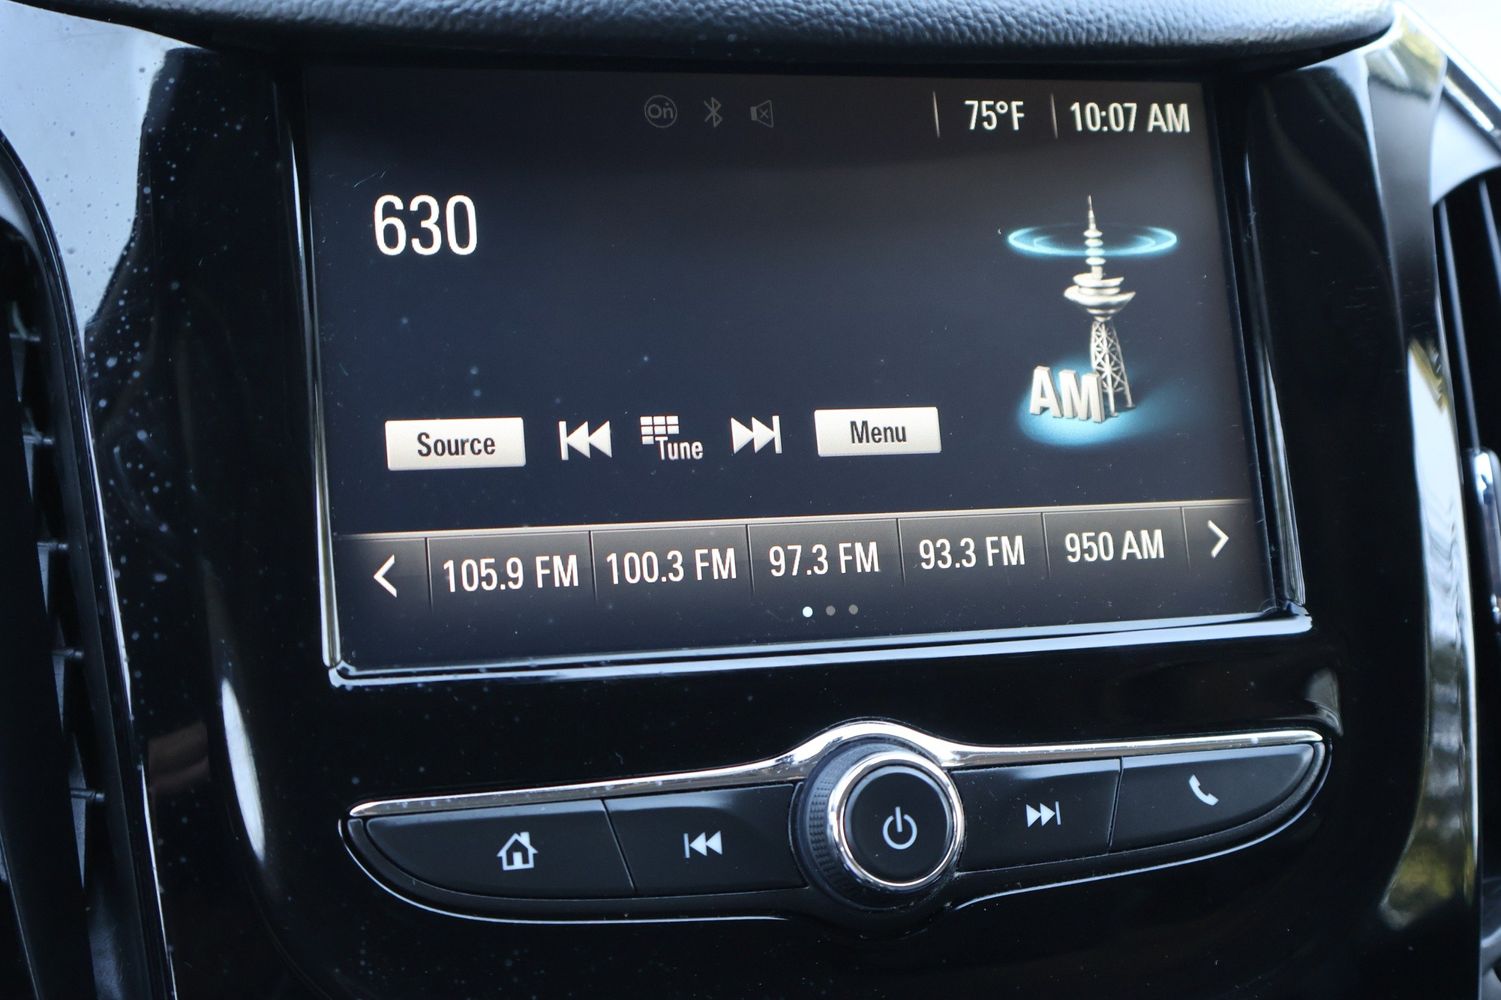 On 75°F 10:07 AM
630
AM
Source Tune Menu
105.9 FM 100.3 FM 97.3 FM 93.3 FM 950 AM